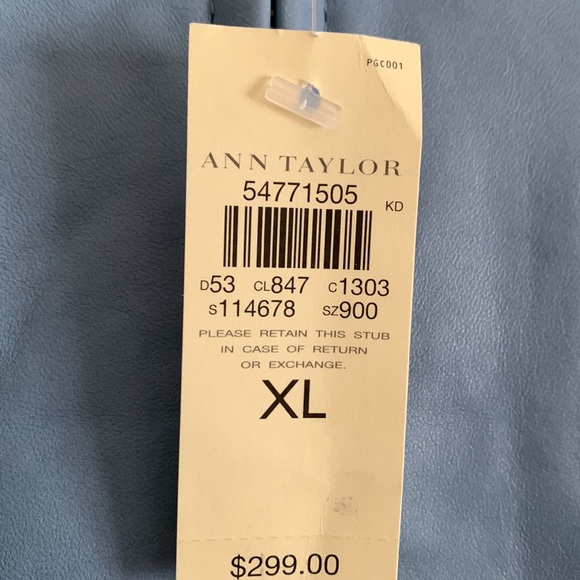 PGC001
ANN TAYLOR
54771505
KD
D53 CL847 C1303
S114678 SZ900
PLEASE RETAIN THIS STUB
IN CASE OF RETURN
OR EXCHANGE.
XL
$299.00